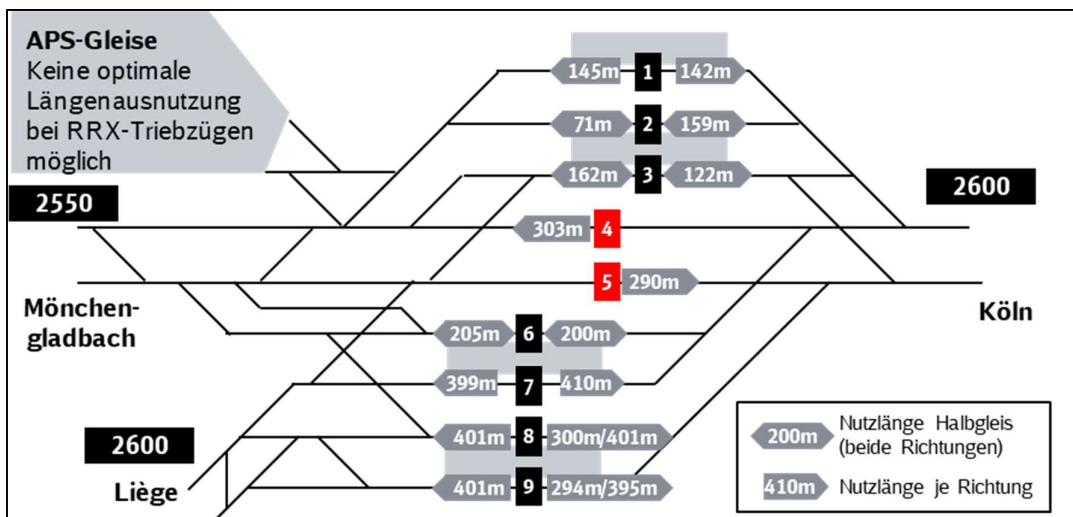 APS-Gleise
Keine optimale
Längenausnutzung
bei RRX-Triebzügen
möglich
145m 1 142m
71m 2 159m
162m 3 122m
2600
2550
303m 4
5 290m
Mönchen-
gladbach
Köln
205m 6 200m
399m 7 410m
2600
401m 8 300m/401m
Liège
401m 9 294m/395m
200m Nutzlänge Halbgleis
(beide Richtungen)
410m Nutzlänge je Richtung